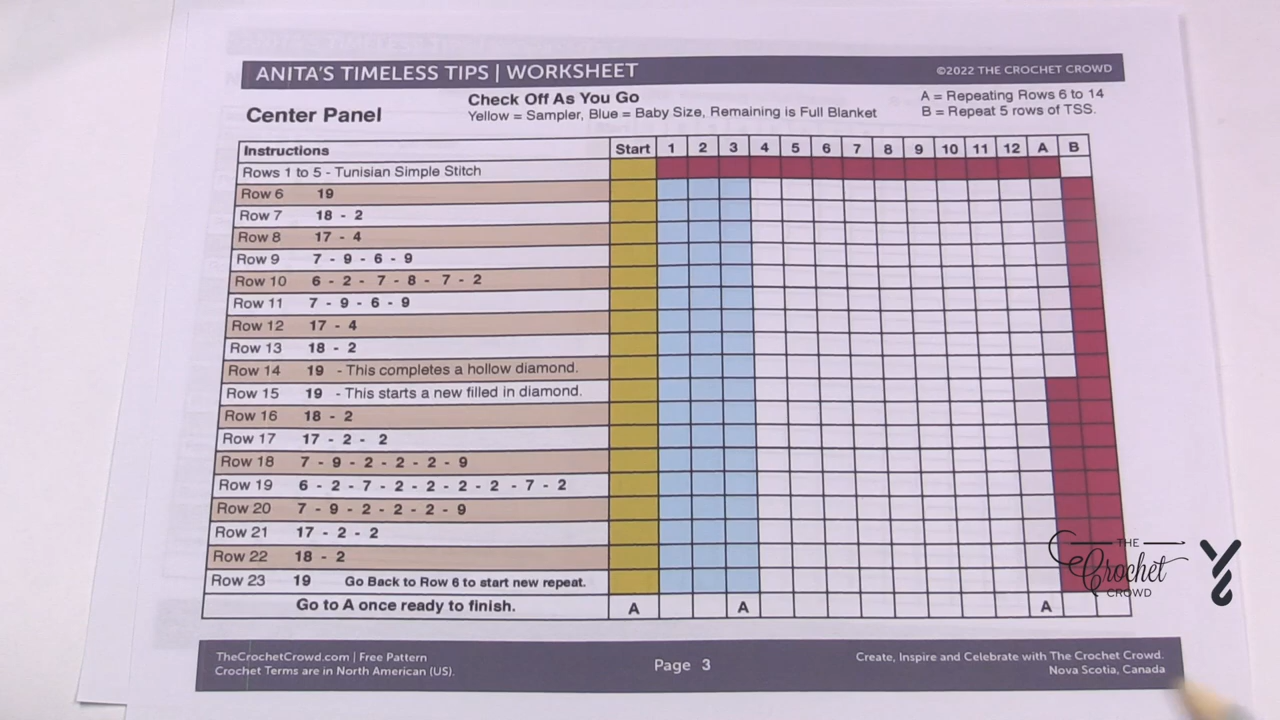 ANITA'S TIMELESS TIPS | WORKSHEET
©2022 THE CROCHET CROWD
Center Panel
Check Off As You Go
Yellow = Sampler, Blue = Baby Size, Remaining is Full Blanket
A = Repeating Rows 6 to 14
B = Repeat 5 rows of TSS.
Instructions Start 1 2 3 4 5 6 7 8 9 10 11 12 A B
Rows 1 to 5 - Tunisian Simple Stitch
Row 6 19
Row 7 18 - 2
Row 8 17 - 4
Row 9 7 - 9 - 6 - 9
Row 10 6 - 2 - 7 - 8 - 7 - 2
Row 11 7 - 9 - 6 - 9
Row 12 17 - 4
Row 13 18 - 2
Row 14 19 - This completes a hollow diamond.
Row 15 19 - This starts a new filled in diamond.
Row 16 18 - 2
Row 17 17 - 2 - 2
Row 18 7 - 9 - 2 - 2 - 2 - 9
Row 19 6 - 2 - 7 - 2 - 2 - 2 - 2 - 7 - 2
Row 20 7 - 9 - 2 - 2 - 2 - 9
Row 21 17 - 2 - 2
Row 22 18 - 2
Row 23 19 Go Back to Row 6 to start new repeat.
Go to A once ready to finish. A A A
THE
Crochet
CROWD
TheCrochetCrowd.com | Free Pattern
Crochet Terms are in North American (US).
Page 3
Create, Inspire and Celebrate with The Crochet Crowd.
Nova Scotia, Canada